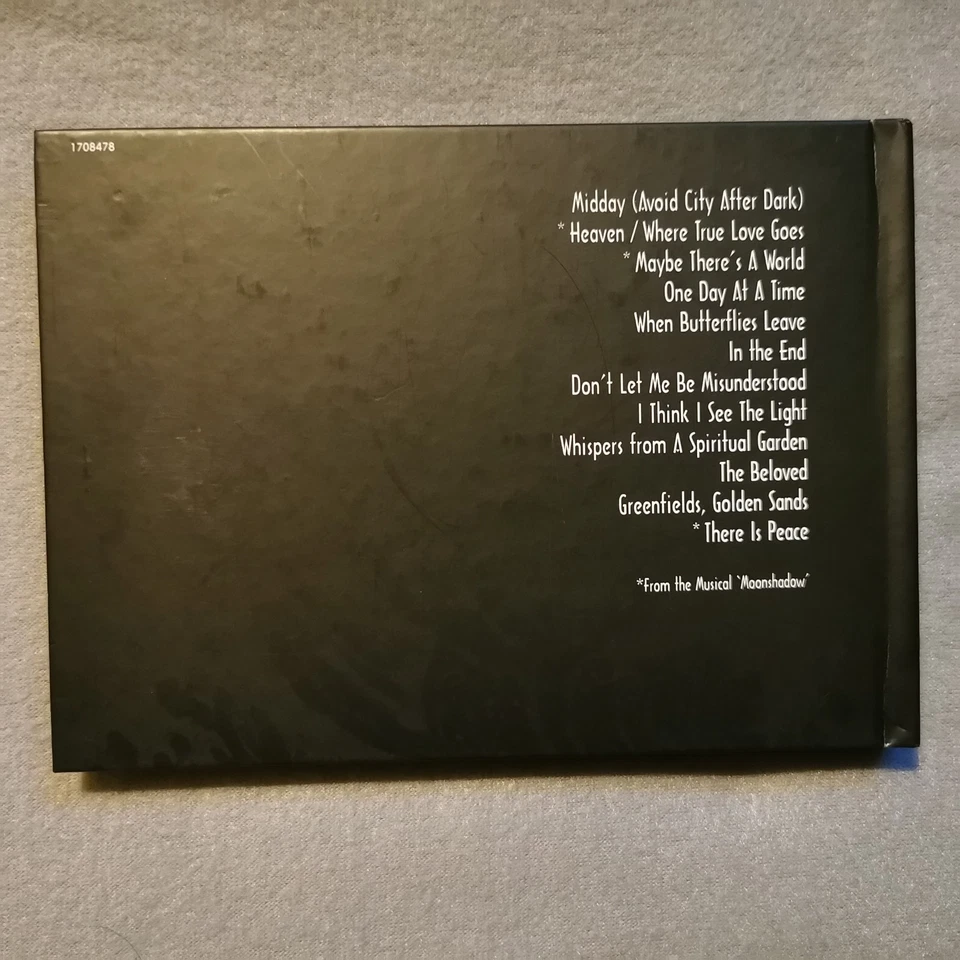 1708478
Midday (Avoid City After Dark)
* Heaven / Where True Love Goes
* Maybe There's A World
One Day At A Time
When Butterflies Leave
In the End
Don't Let Me Be Misunderstood
I Think I See The Light
Whispers from A Spiritual Garden
The Beloved
Greenfields, Golden Sands
* There Is Peace
*From the Musical 'Moonshadow'